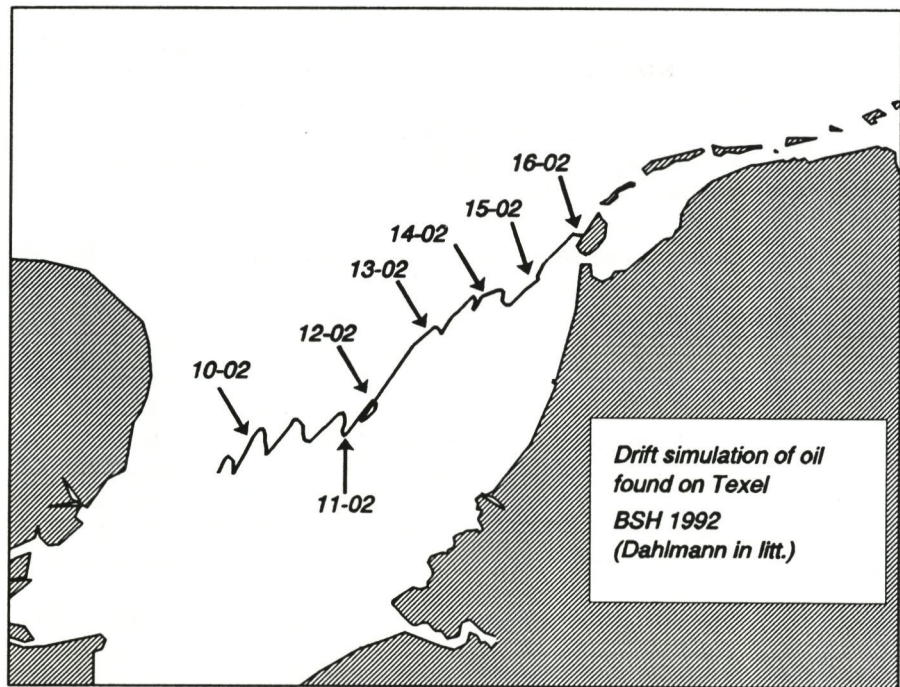 16-02
15-02
14-02
13-02
12-02
10-02
11-02
Drift simulation of oil
found on Texel
BSH 1992
(Dahlmann in litt.)